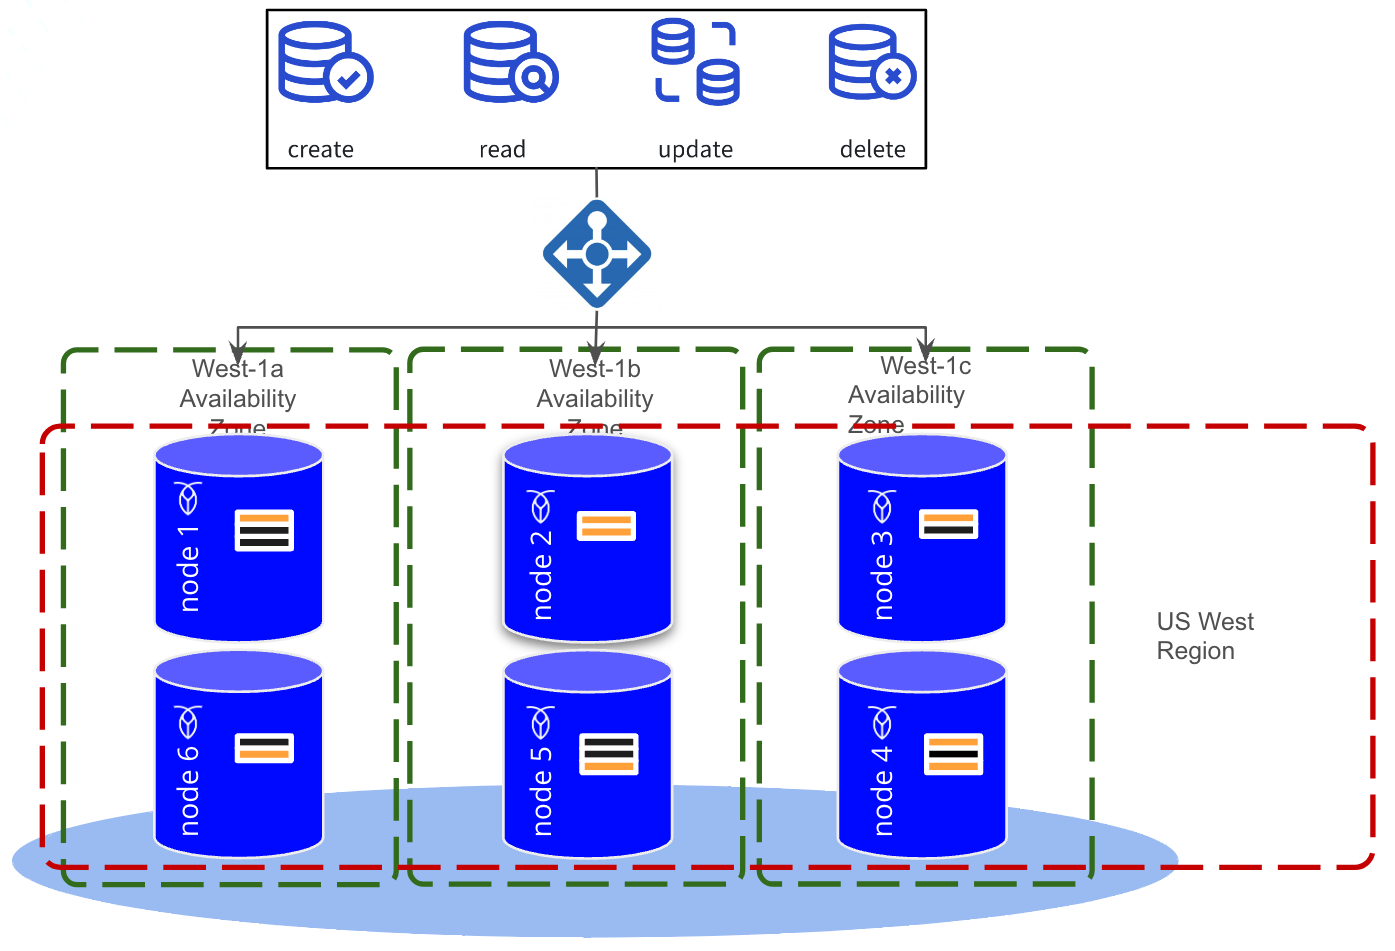 create
read
update
delete
West-1a
Availability
Zone
West-1b
Availability
Zone
West-1c
Availability
Zone
node 1
node 2
node 3
US West
Region
node 6
node 5
node 4